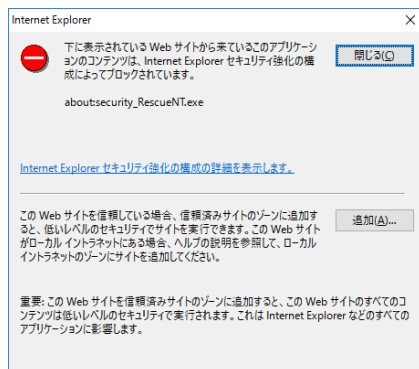 Internet Explorer
下に表示されている Web サイトから来ているこのアプリケーシ
ョンのコンテンツは、Internet Explorer セキュリティ強化の構
成によってブロックされています。
閉じる(C)
about:security_RescueNT.exe
Internet Explorer セキュリティ強化の構成の詳細を表示します。
この Web サイトを信頼している場合、信頼済みサイトのゾーンに追加す
ると、低いレベルのセキュリティでサイトを実行できます。この Web サイト
がローカル イントラネットにある場合、ヘルプの説明を参照して、ローカル
イントラネットのゾーンにサイトを追加してください。
追加(A)...
重要: この Web サイトを信頼済みサイトのゾーンに追加すると、この Web サイトのすべてのコ
ンテンツは低いレベルのセキュリティで実行されます。これは Internet Explorer などのすべての
アプリケーションに影響します。